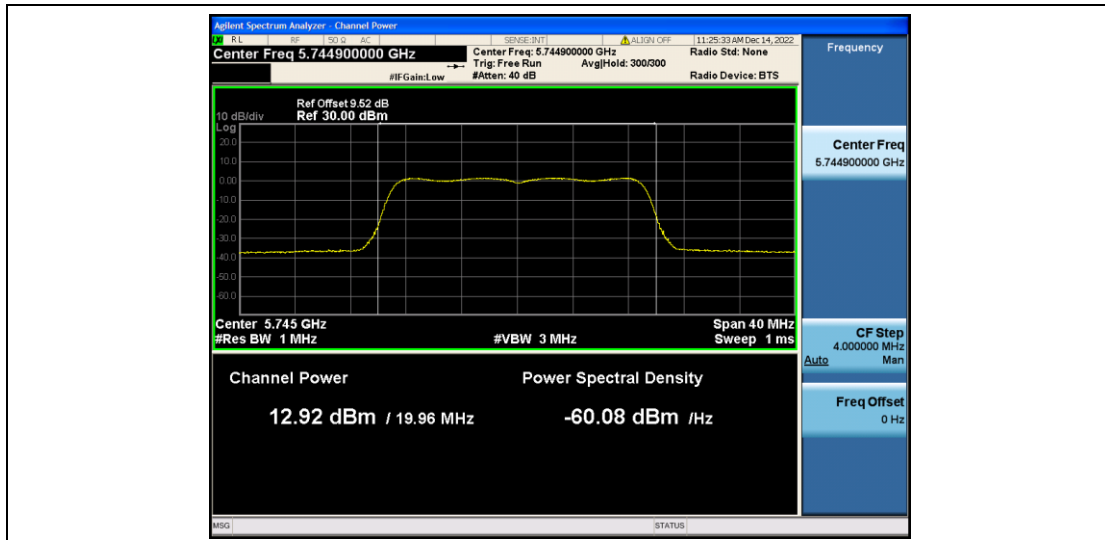 Agilent Spectrum Analyzer - Channel Power
RL RF 50 Ω AC SENSE:INT ALIGN OFF 11:25:33 AM Dec 14, 2022
Center Freq 5.744900000 GHz
Center Freq: 5.744900000 GHz
Radio Std: None
Trig: Free Run Avg|Hold: 300/300
#IFGain:Low
#Atten: 40 dB
Radio Device: BTS
Frequency
Ref Offset 9.52 dB
10 dB/div Ref 30.00 dBm
Log
20.0
10.0
0.00
-10.0
-20.0
-30.0
-40.0
-50.0
-60.0
Center 5.745 GHz Span 40 MHz
#Res BW 1 MHz #VBW 3 MHz Sweep 1 ms
Center Freq
5.744900000 GHz
CF Step
4.000000 MHz
Auto Man
Freq Offset
0 Hz
Channel Power Power Spectral Density
12.92 dBm / 19.96 MHz -60.08 dBm /Hz
MSG STATUS